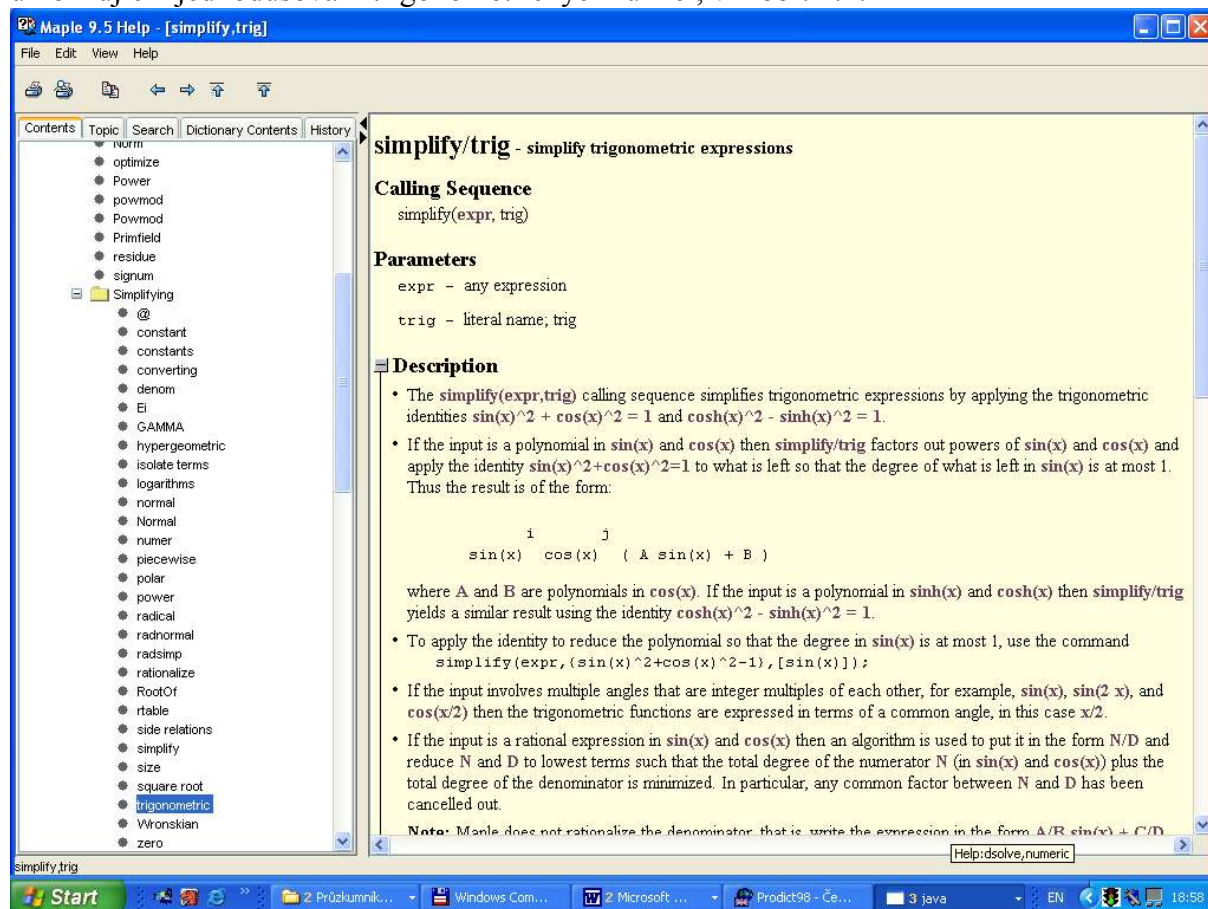 Maple 9.5 Help - [simplify,trig]
File Edit View Help
Contents Topic Search Dictionary Contents History
Norm
optimize
Power
powmod
Powmod
Primfield
residue
signum
Simplifying
@
constant
constants
converting
denom
Ei
GAMMA
hypergeometric
isolate terms
logarithms
normal
Normal
numer
piecewise
polar
power
radical
radnormal
radsimp
rationalize
RootOf
rtable
side relations
simplify
size
square root
trigonometric
Wronskian
zero
simplify/trig - simplify trigonometric expressions
Calling Sequence
simplify(expr, trig)
Parameters
expr - any expression
trig - literal name; trig
Description
• The simplify(expr,trig) calling sequence simplifies trigonometric expressions by applying the trigonometric
identities sin(x)^2 + cos(x)^2 = 1 and cosh(x)^2 - sinh(x)^2 = 1.
• If the input is a polynomial in sin(x) and cos(x) then simplify/trig factors out powers of sin(x) and cos(x) and
apply the identity sin(x)^2+cos(x)^2=1 to what is left so that the degree of what is left in sin(x) is at most 1.
Thus the result is of the form:
i j
sin(x) cos(x) ( A sin(x) + B )
where A and B are polynomials in cos(x). If the input is a polynomial in sinh(x) and cosh(x) then simplify/trig
yields a similar result using the identity cosh(x)^2 - sinh(x)^2 = 1.
• To apply the identity to reduce the polynomial so that the degree in sin(x) is at most 1, use the command
simplify(expr,{sin(x)^2+cos(x)^2-1},[sin(x)]);
• If the input involves multiple angles that are integer multiples of each other, for example, sin(x), sin(2 x), and
cos(x/2) then the trigonometric functions are expressed in terms of a common angle, in this case x/2.
• If the input is a rational expression in sin(x) and cos(x) then an algorithm is used to put it in the form N/D and
reduce N and D to lowest terms such that the total degree of the numerator N (in sin(x) and cos(x)) plus the
total degree of the denominator is minimized. In particular, any common factor between N and D has been
cancelled out.
Note: Maple does not rationalize the denominator, that is, write the expression in the form A/B sin(x) + C/D
Help:dsolve,numeric
simplify,trig
Start 2 Průzkumník... Windows Com... 2 Microsoft ... Prodict98 - Če... 3 java EN 18:58